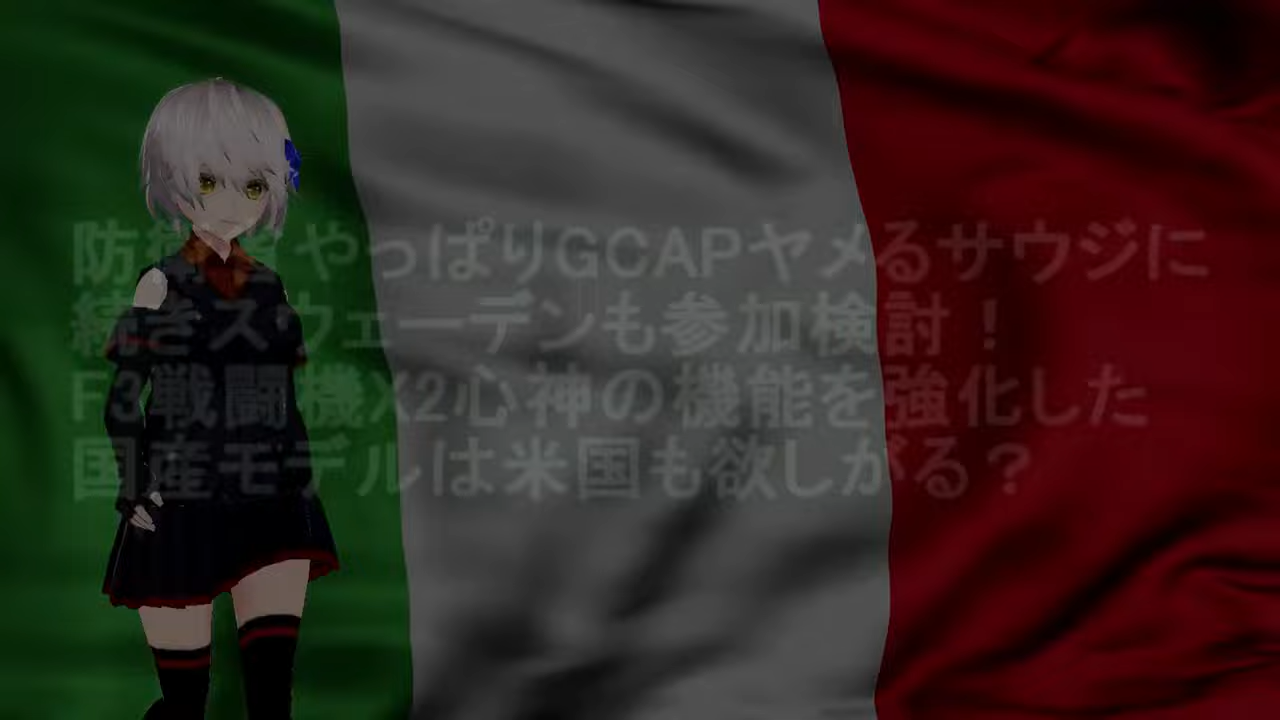 防衛省やっぱりGCAPヤメるサウジに
続きスウェーデンも参加検討！
F3戦闘機X2心神の機能を強化した
国産モデルは米国も欲しがる？